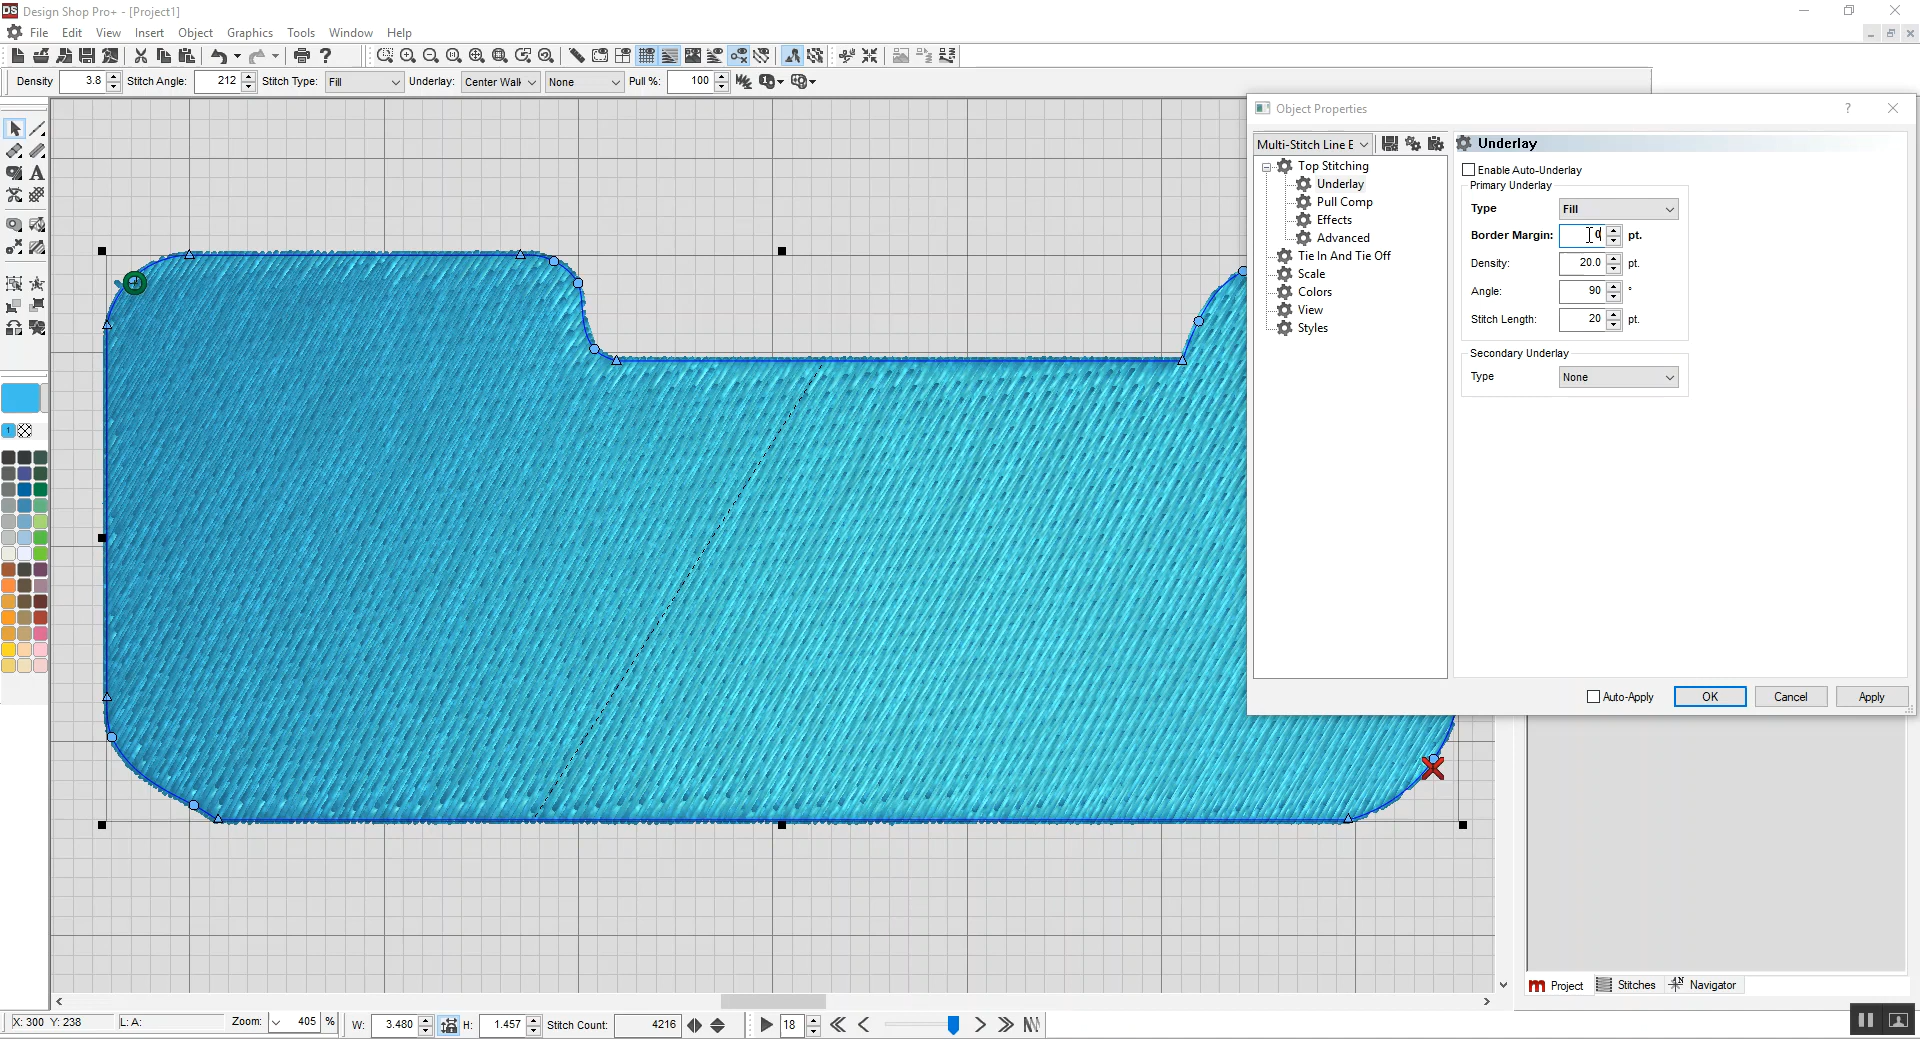 DS Design Shop Pro+ - [Project1]
File Edit View Insert Object Graphics Tools Window Help
Density 3.8 Stitch Angle: 212 Stitch Type: Fill Underlay: Center Walk None Pull %: 100
Object Properties
Multi-Stitch Line E
Underlay
Top Stitching
Underlay
Pull Comp
Effects
Advanced
Tie In And Tie Off
Scale
Colors
View
Styles
Enable Auto-Underlay
Primary Underlay
Type Fill
Border Margin: 0 pt.
Density: 20.0 pt.
Angle: 90 °
Stitch Length: 20 pt.
Secondary Underlay
Type None
Auto-Apply OK Cancel Apply
1
Project Stitches Navigator
X: 300 Y: 238 L: A: Zoom: 405 % W: 3.480 H: 1.457 Stitch Count: 4216 18